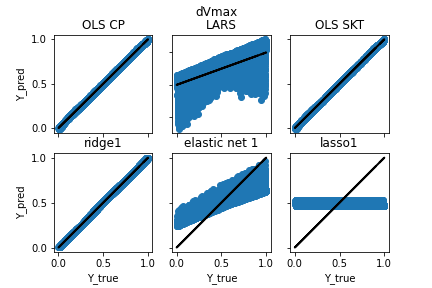 dVmax
OLS CP
LARS
OLS SKT
1.0
0.5
0.0
Y_pred
ridge1
elastic net 1
lasso1
1.0
0.5
0.0
Y_pred
0.0 0.5 1.0
0.0 0.5 1.0
0.0 0.5 1.0
Y_true
Y_true
Y_true